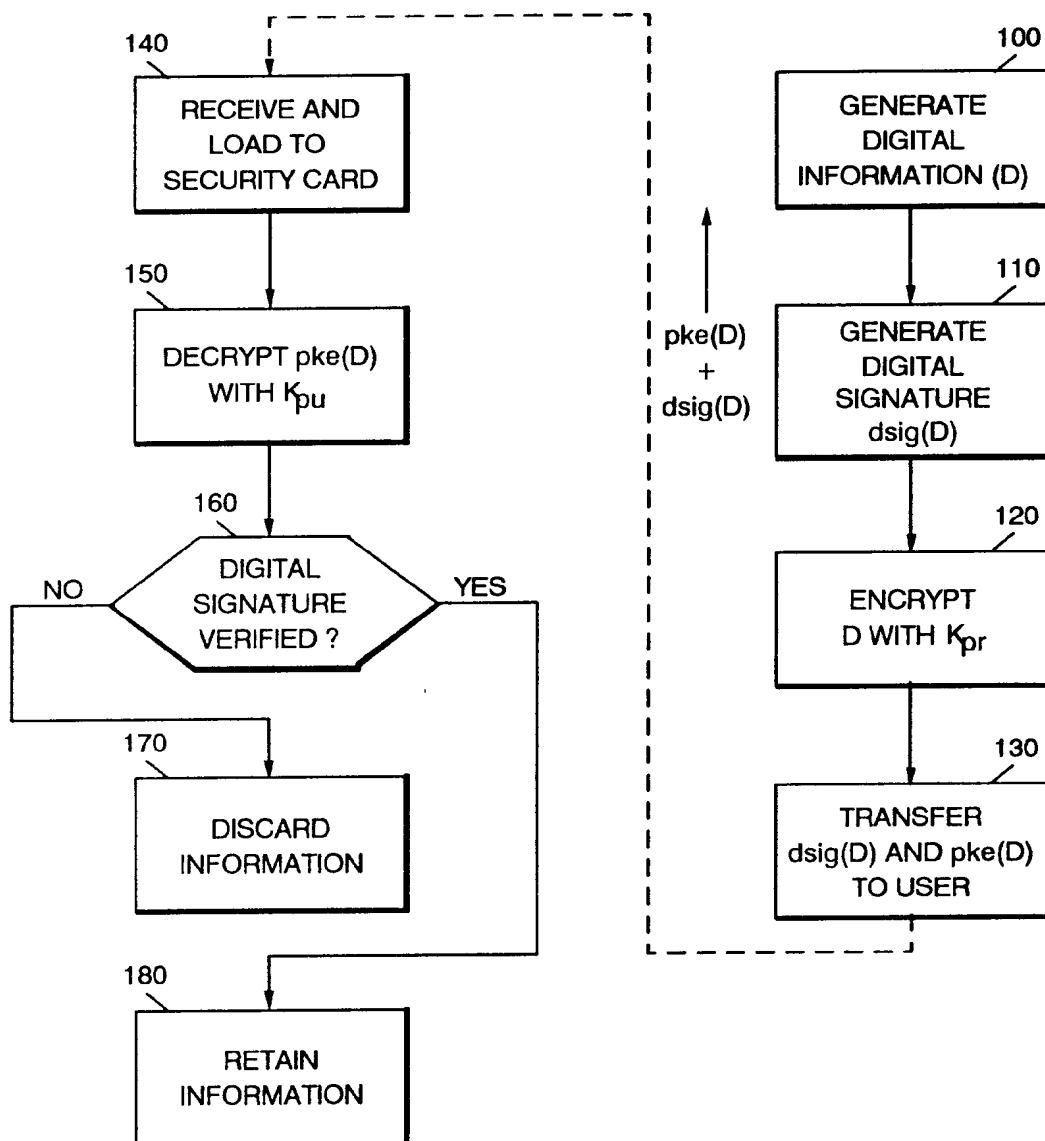 140
RECEIVE AND
LOAD TO
SECURITY CARD
150
DECRYPT pke(D)
WITH Kpu
160
DIGITAL
SIGNATURE
VERIFIED ?
NO
YES
170
DISCARD
INFORMATION
180
RETAIN
INFORMATION
pke(D)
+
dsig(D)
100
GENERATE
DIGITAL
INFORMATION (D)
110
GENERATE
DIGITAL
SIGNATURE
dsig(D)
120
ENCRYPT
D WITH Kpr
130
TRANSFER
dsig(D) AND pke(D)
TO USER